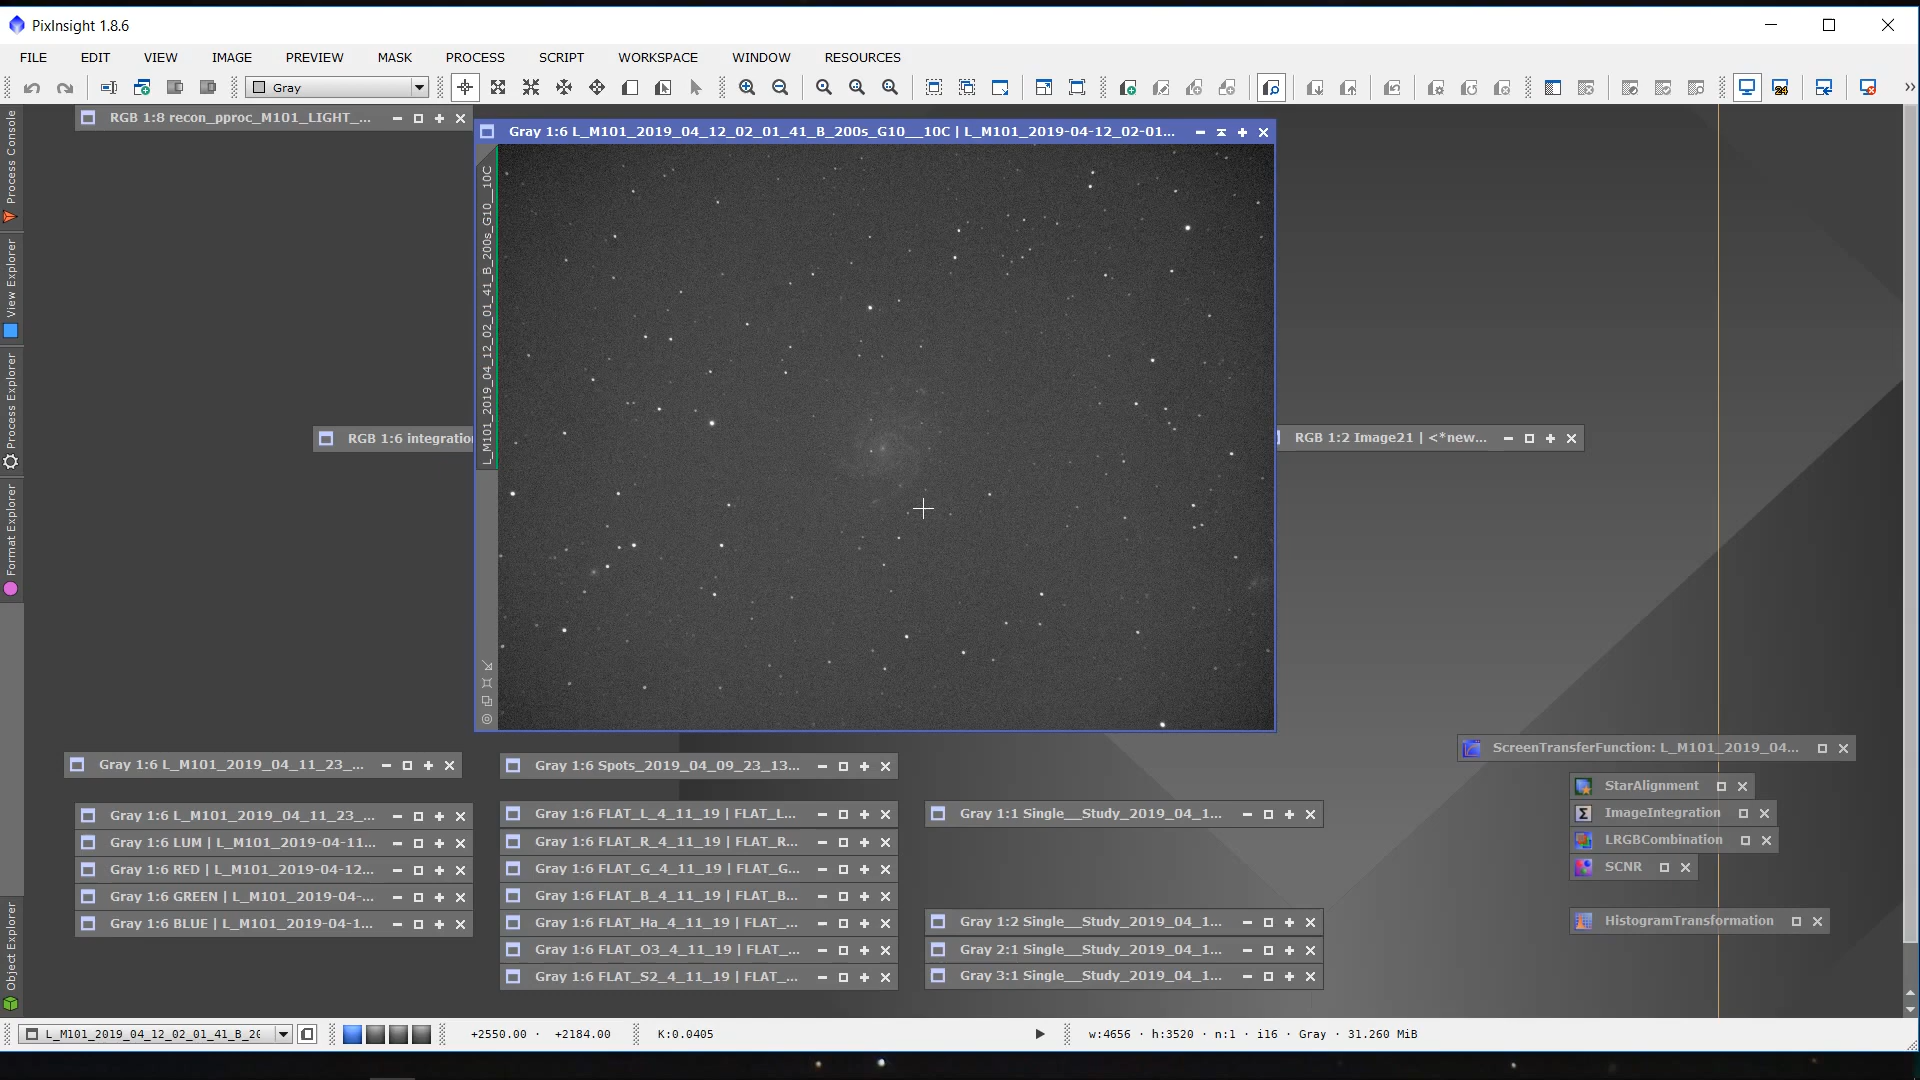 PixInsight 1.8.6
FILE EDIT VIEW IMAGE PREVIEW MASK PROCESS SCRIPT WORKSPACE WINDOW RESOURCES
Gray
24
Process Console
View Explorer
Process Explorer
Format Explorer
Object Explorer
RGB 1:8 recon_pproc_M101_LIGHT_...
Gray 1:6 L_M101_2019_04_12_02_01_41_B_200s_G10__10C | L_M101_2019-04-12_02-01...
L_M101_2019_04_12_02_01_41_B_200s_G10__10C
RGB 1:6 integration
RGB 1:2 Image21 | <*new...
ScreenTransferFunction: L_M101_2019_04...
Gray 1:6 L_M101_2019_04_11_23_...
Gray 1:6 Spots_2019_04_09_23_13...
StarAlignment
ImageIntegration
LRGBCombination
SCNR
HistogramTransformation
Gray 1:6 L_M101_2019_04_11_23_...
Gray 1:6 LUM | L_M101_2019-04-11...
Gray 1:6 RED | L_M101_2019-04-12...
Gray 1:6 GREEN | L_M101_2019-04-...
Gray 1:6 BLUE | L_M101_2019-04-1...
Gray 1:6 FLAT_L_4_11_19 | FLAT_L...
Gray 1:6 FLAT_R_4_11_19 | FLAT_R...
Gray 1:6 FLAT_G_4_11_19 | FLAT_G...
Gray 1:6 FLAT_B_4_11_19 | FLAT_B...
Gray 1:6 FLAT_Ha_4_11_19 | FLAT_...
Gray 1:6 FLAT_O3_4_11_19 | FLAT_...
Gray 1:6 FLAT_S2_4_11_19 | FLAT_...
Gray 1:1 Single__Study_2019_04_1...
Gray 1:2 Single__Study_2019_04_1...
Gray 2:1 Single__Study_2019_04_1...
Gray 3:1 Single__Study_2019_04_1...
L_M101_2019_04_12_02_01_41_B_20
+2550.00 · +2184.00
K:0.0405
w:4656 · h:3520 · n:1 · i16 · Gray · 31.260 MiB